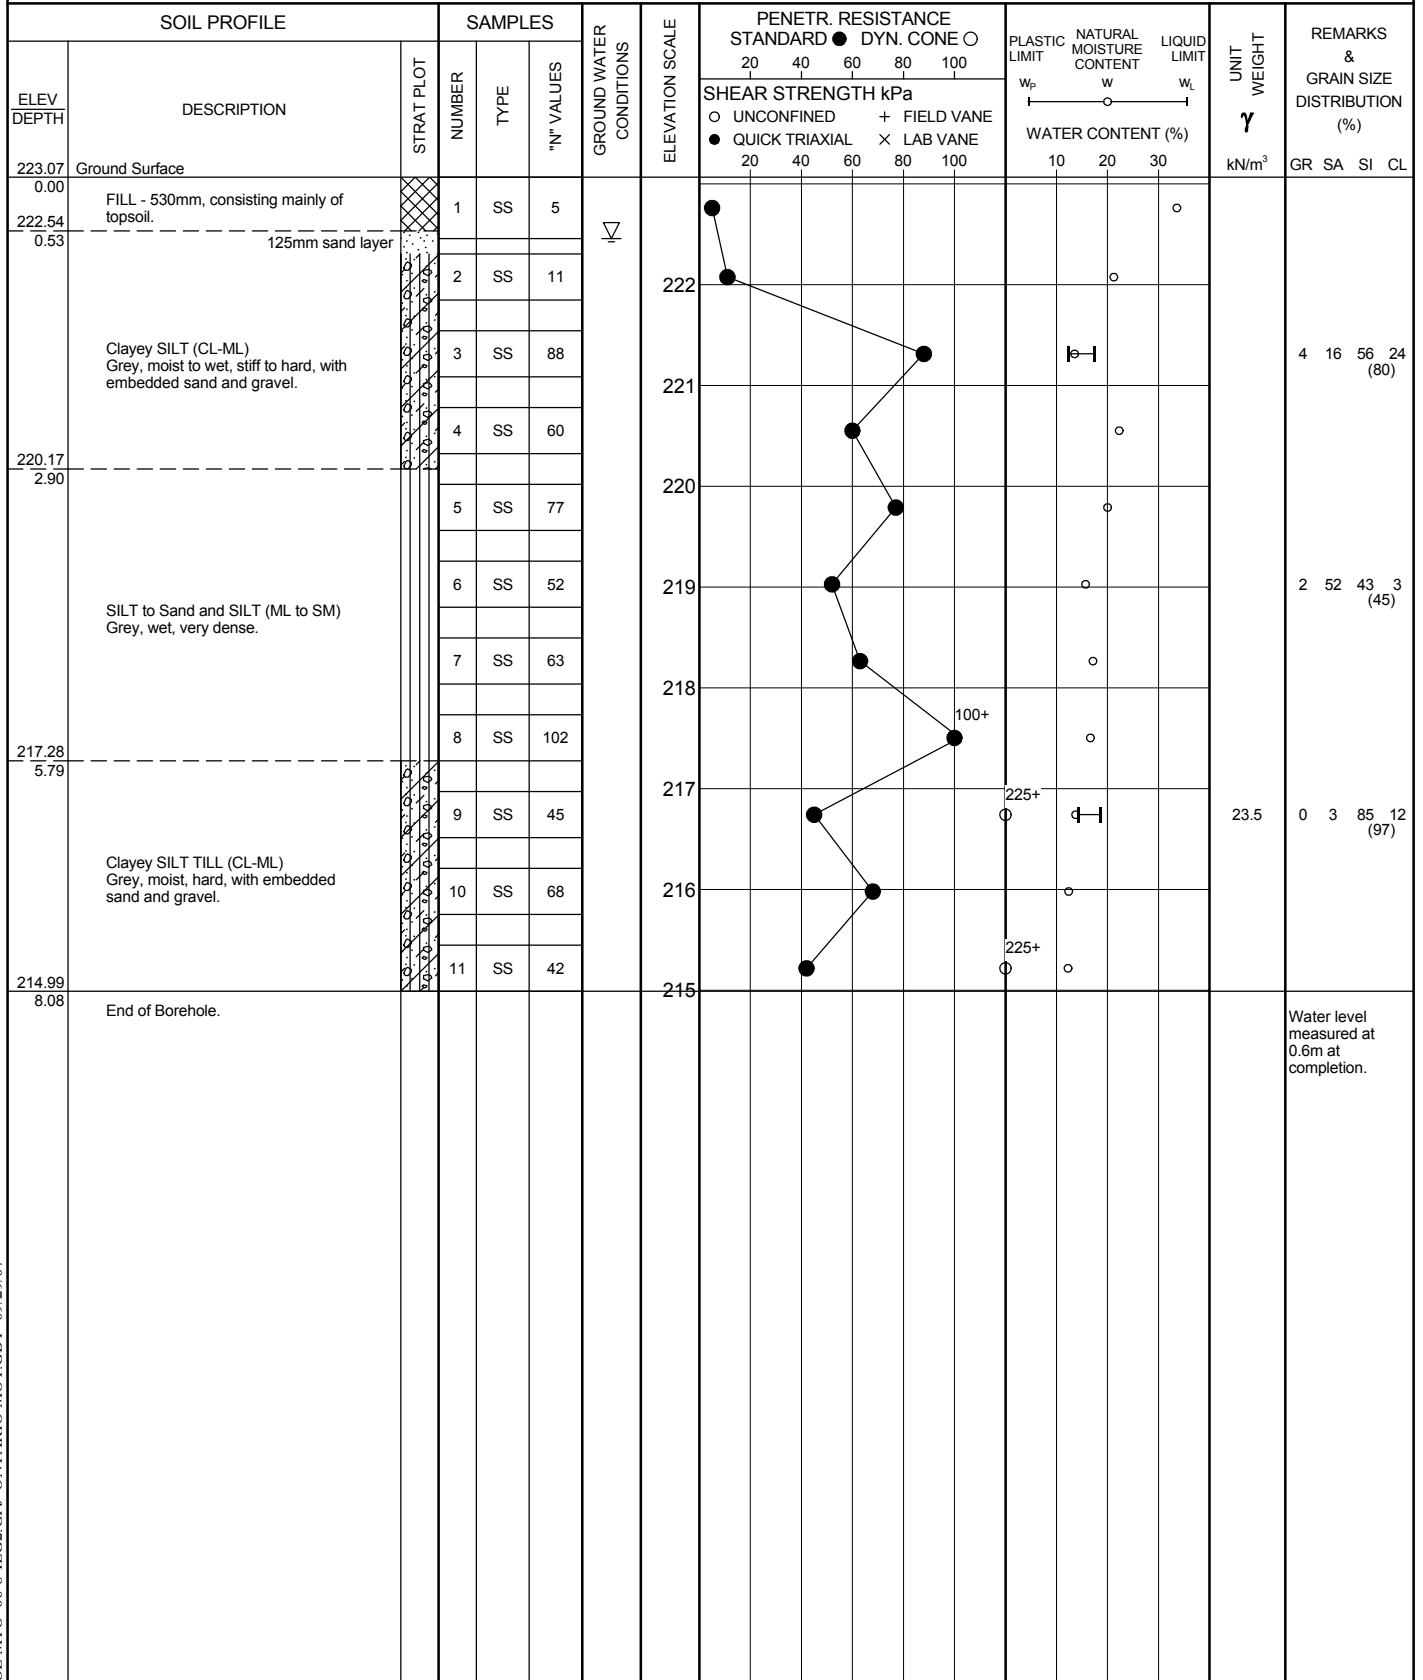 SOIL PROFILE
SAMPLES
GROUND WATER CONDITIONS
ELEVATION SCALE
PENETR. RESISTANCE
STANDARD ● DYN. CONE ○
20 40 60 80 100
SHEAR STRENGTH kPa
○ UNCONFINED + FIELD VANE
● QUICK TRIAXIAL × LAB VANE
20 40 60 80 100
PLASTIC LIMIT
NATURAL MOISTURE CONTENT
LIQUID LIMIT
WP W WL
WATER CONTENT (%)
10 20 30
UNIT WEIGHT
γ
kN/m³
REMARKS
&
GRAIN SIZE
DISTRIBUTION
(%)
GR SA SI CL
ELEV
DEPTH
DESCRIPTION
STRAT PLOT
NUMBER
TYPE
"N" VALUES
223.07 Ground Surface
0.00
FILL - 530mm, consisting mainly of
topsoil.
1 SS 5
222.54
0.53
125mm sand layer
2 SS 11
222
Clayey SILT (CL-ML)
Grey, moist to wet, stiff to hard, with
embedded sand and gravel.
3 SS 88
4 16 56 24
(80)
221
4 SS 60
220.17
2.90
220
5 SS 77
6 SS 52
219
2 52 43 3
(45)
SILT to Sand and SILT (ML to SM)
Grey, wet, very dense.
7 SS 63
218
100+
8 SS 102
217.28
5.79
217
225+
9 SS 45
23.5
0 3 85 12
(97)
Clayey SILT TILL (CL-ML)
Grey, moist, hard, with embedded
sand and gravel.
10 SS 68
216
225+
11 SS 42
214.99
215
8.08
End of Borehole.
Water level
measured at
0.6m at
completion.